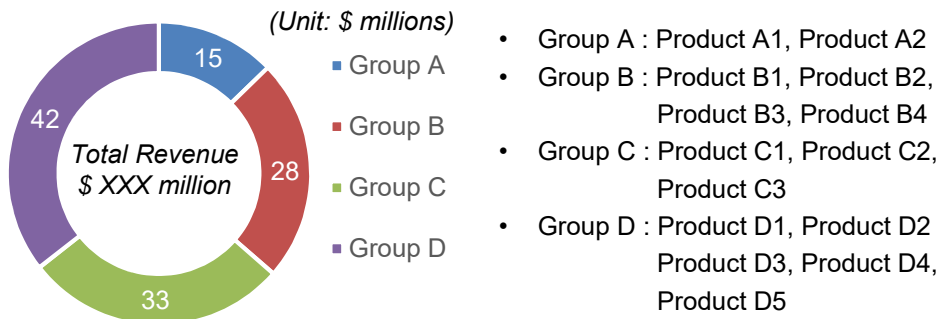 (Unit: $ millions)
15
28
33
42
Total Revenue
$ XXX million
Group A
Group B
Group C
Group D
• Group A : Product A1, Product A2
• Group B : Product B1, Product B2,
Product B3, Product B4
• Group C : Product C1, Product C2,
Product C3
• Group D : Product D1, Product D2
Product D3, Product D4,
Product D5